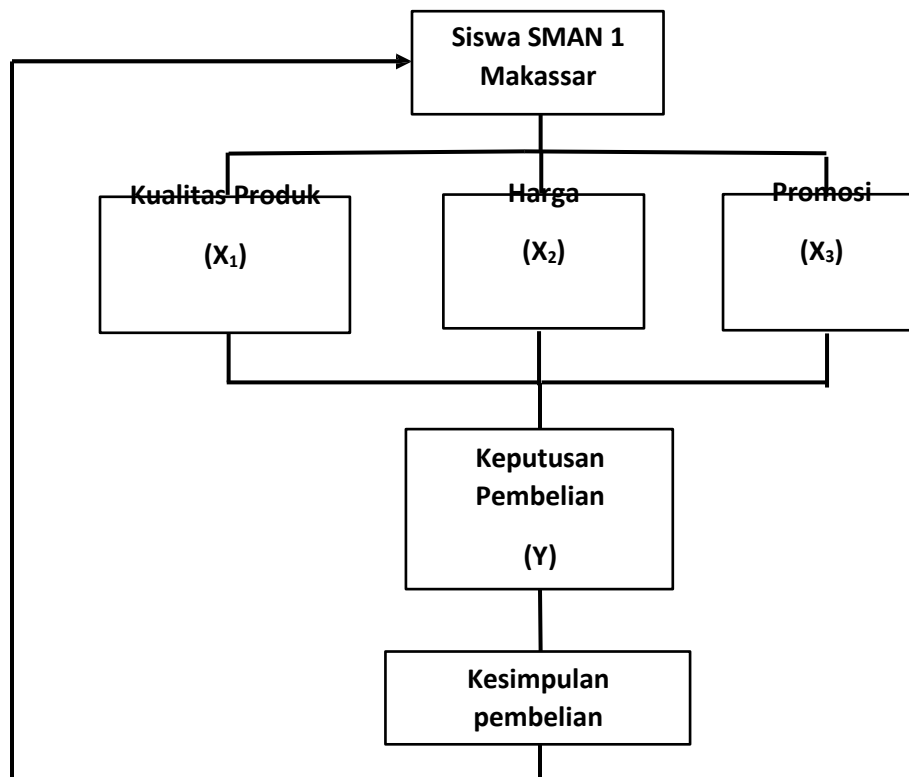 Siswa SMAN 1
Makassar
Kualitas Produk
(X₁)
Harga
(X₂)
Promosi
(X₃)
Keputusan
Pembelian
(Y)
Kesimpulan
pembelian